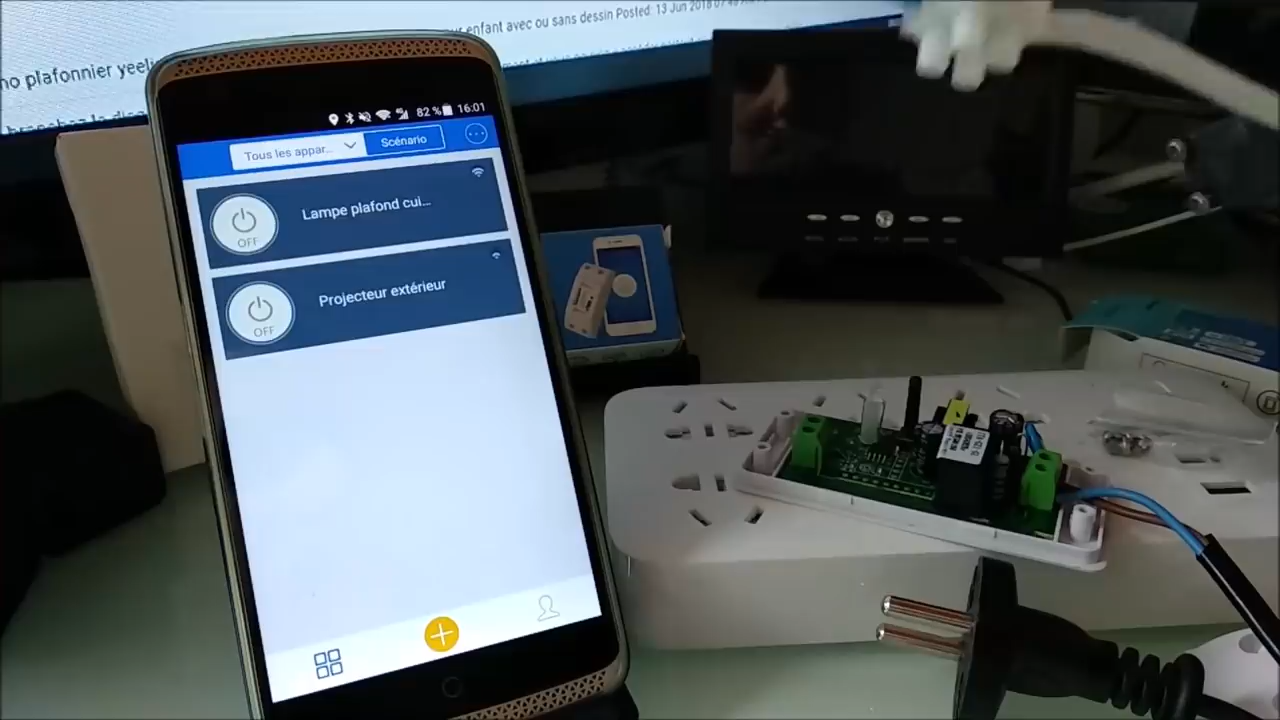 enfant avec ou sans dessin Posted: 13 Jun 2018
no plafonnier
82 % 16:01
Tous les appar...
Scénario
OFF
Lampe plafond cui...
OFF
Projecteur extérieur